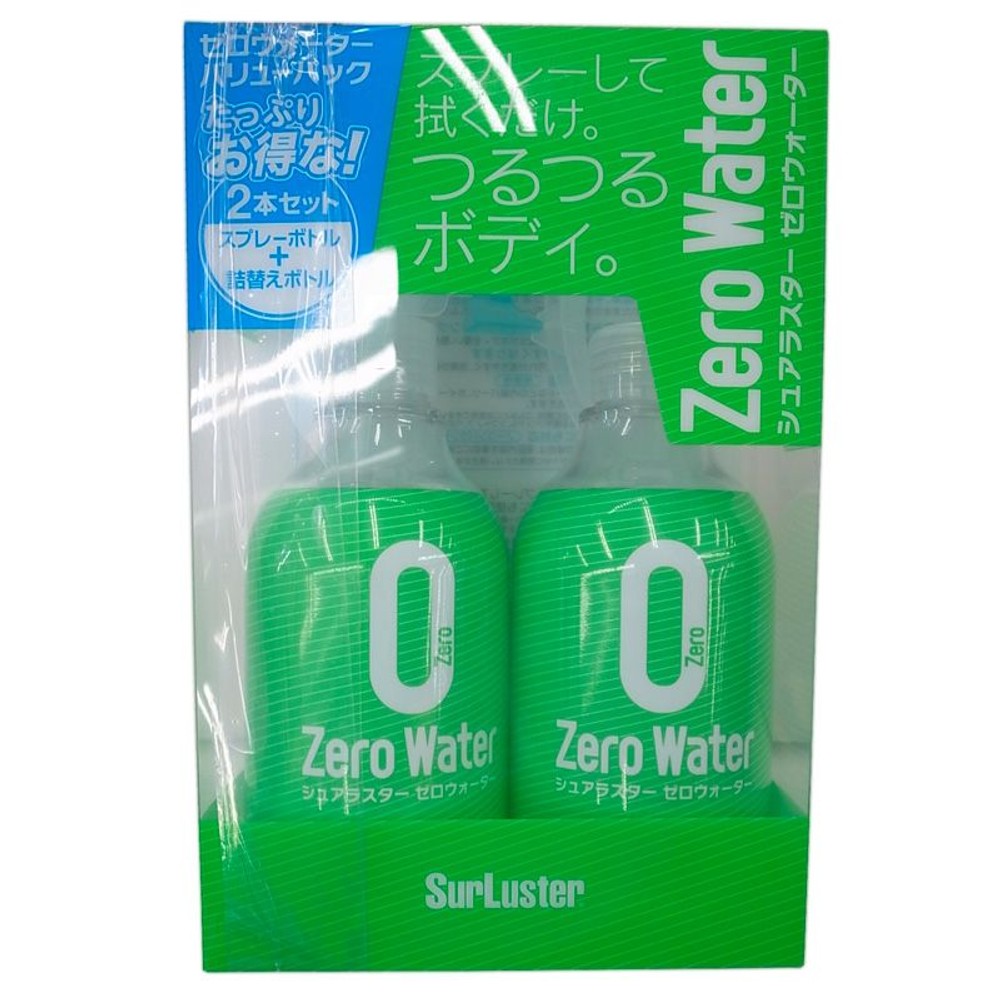 ゼロウォーター
バリューパック
たっぷり
お得な!
2本セット
スプレーボトル
+
詰替えボトル
スプレーして
拭くだけ。
つるつる
ボディ。
Zero Water
シュアラスター ゼロウォーター
0
Zero
Zero Water
シュアラスター ゼロウォーター
0
Zero
Zero Water
シュアラスター ゼロウォーター
SurLuster